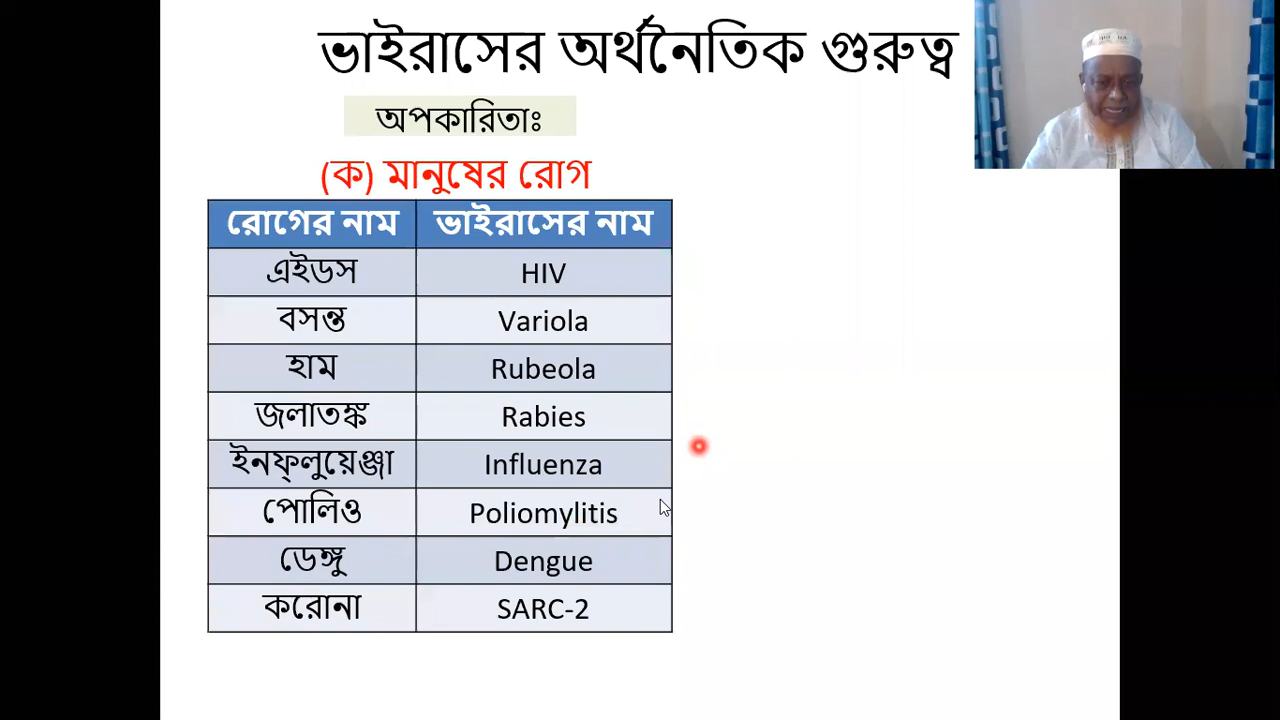 ভাইরাসের অর্থনৈতিক গুরুত্ব
অপকারিতাঃ
(ক) মানুষের রোগ
রোগের নাম ভাইরাসের নাম
এইডস HIV
বসন্ত Variola
হাম Rubeola
জলাতঙ্ক Rabies
ইনফ্লুয়েঞ্জা Influenza
পোলিও Poliomylitis
ডেঙ্গু Dengue
করোনা SARC-2